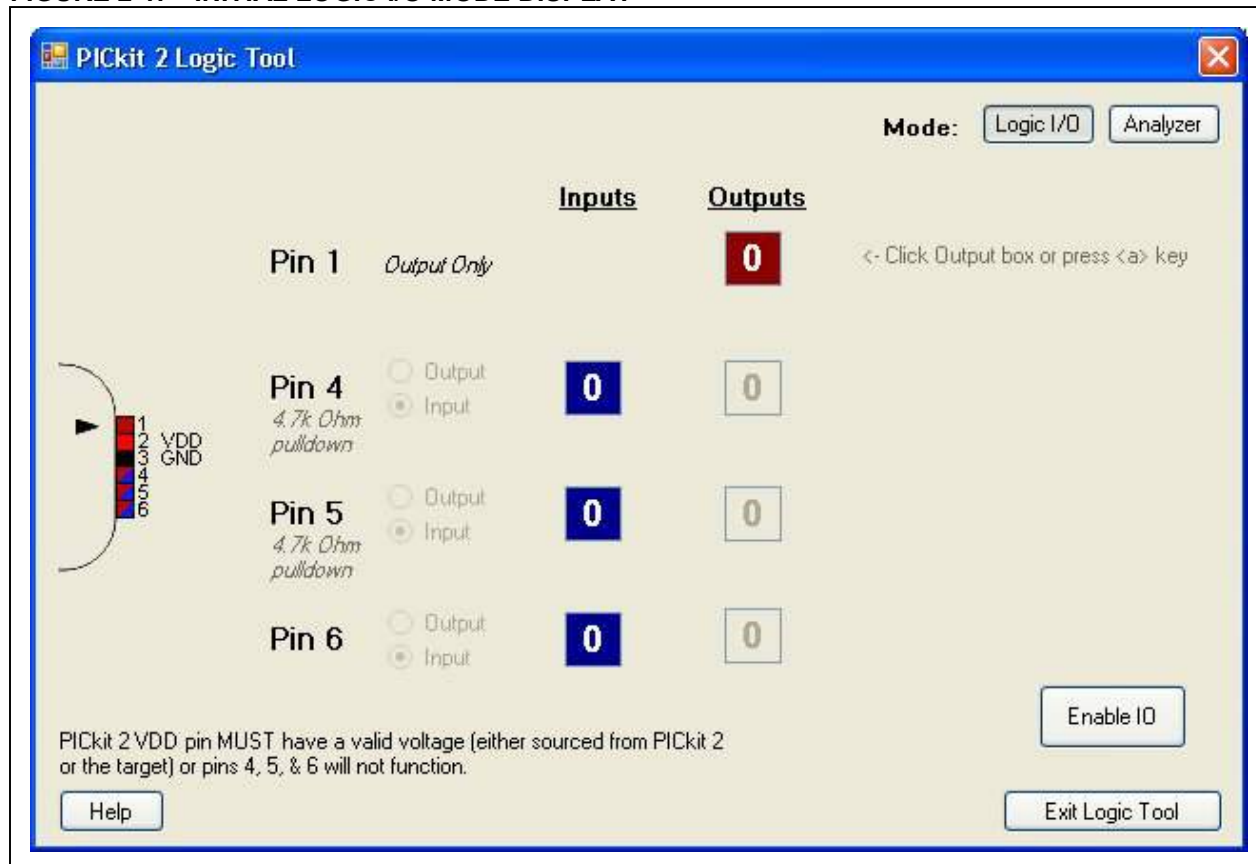 PICkit 2 Logic Tool
Mode: Logic I/O Analyzer
Inputs Outputs
Pin 1 Output Only 0 <- Click Output box or press <a> key
Pin 4 Output 0 0
Input
4.7k Ohm
pulldown
1
2 VDD
3 GND
4
5
6
Pin 5 Output 0 0
Input
4.7k Ohm
pulldown
Pin 6 Output 0 0
Input
Enable IO
PICkit 2 VDD pin MUST have a valid voltage (either sourced from PICkit 2
or the target) or pins 4, 5, & 6 will not function.
Help Exit Logic Tool